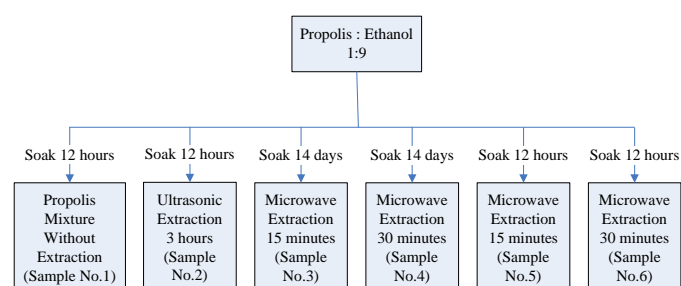 Propolis : Ethanol
1:9
Soak 12 hours
Soak 12 hours
Soak 14 days
Soak 14 days
Soak 12 hours
Soak 12 hours
Propolis
Mixture
Without
Extraction
(Sample No.1)
Ultrasonic
Extraction
3 hours
(Sample
No.2)
Microwave
Extraction
15 minutes
(Sample
No.3)
Microwave
Extraction
30 minutes
(Sample
No.4)
Microwave
Extraction
15 minutes
(Sample
No.5)
Microwave
Extraction
30 minutes
(Sample
No.6)